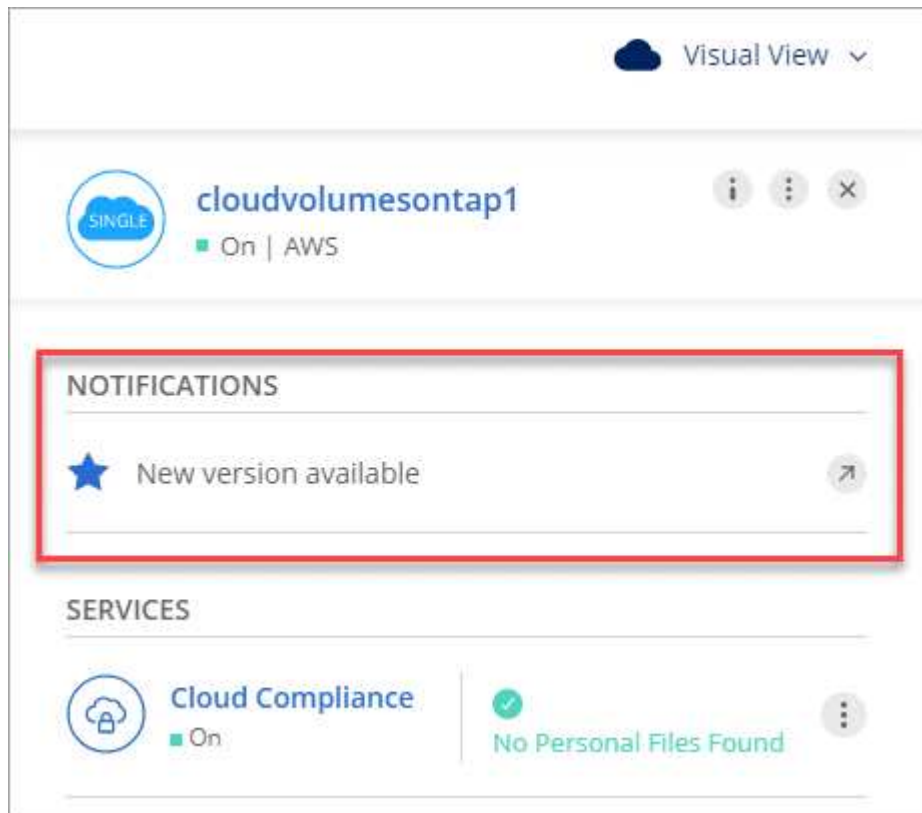 Visual View
SINGLE
cloudvolumesontap1
On | AWS
NOTIFICATIONS
New version available
SERVICES
Cloud Compliance
On
No Personal Files Found